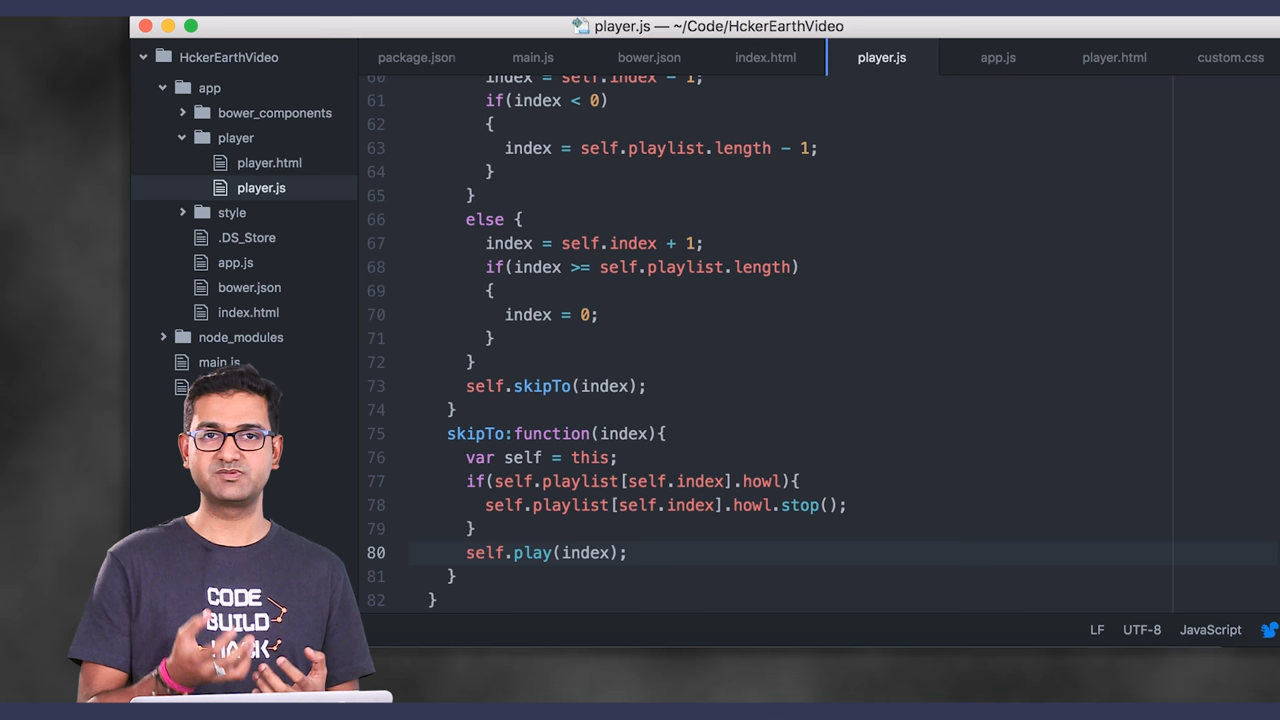 player.js — ~/Code/HckerEarthVideo
HckerEarthVideo
app
bower_components
player
player.html
player.js
style
.DS_Store
app.js
bower.json
index.html
node_modules
main.js
package.json main.js bower.json index.html player.js app.js player.html custom.css
60 index = self.index - 1;
61 if(index < 0)
62 {
63 index = self.playlist.length - 1;
64 }
65 }
66 else {
67 index = self.index + 1;
68 if(index >= self.playlist.length)
69 {
70 index = 0;
71 }
72 }
73 self.skipTo(index);
74 }
75 skipTo:function(index){
76 var self = this;
77 if(self.playlist[self.index].howl){
78 self.playlist[self.index].howl.stop();
79 }
80 self.play(index);
81 }
82 }
LF UTF-8 JavaScript
CODE
BUILD
HACK